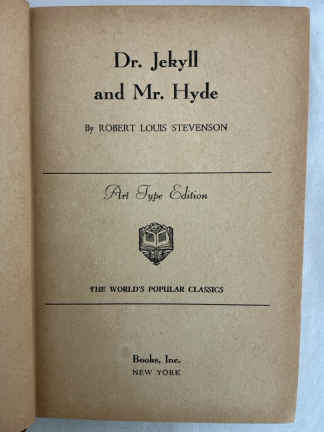 Dr. Jekyll
and Mr. Hyde
By ROBERT LOUIS STEVENSON
Art Type Edition
THE WORLD'S POPULAR CLASSICS
Books, Inc.
NEW YORK